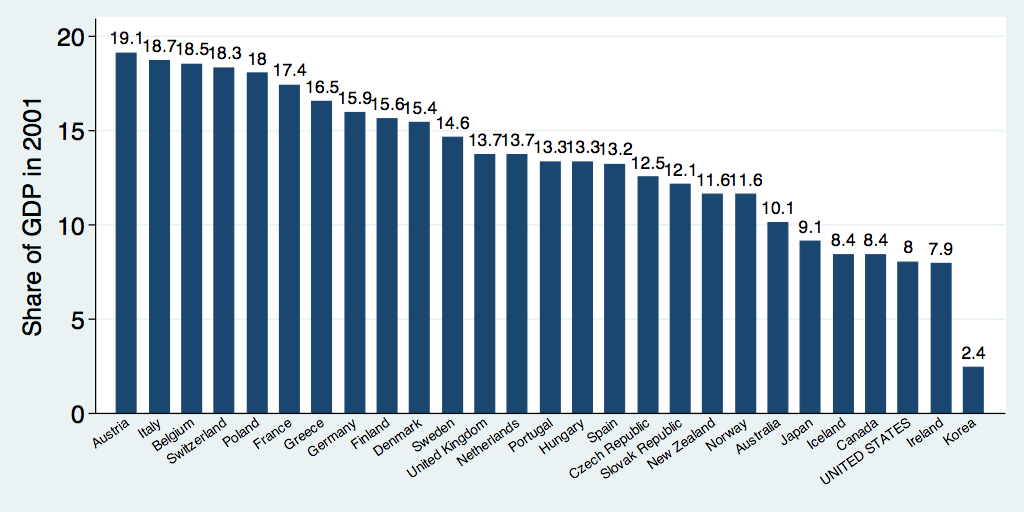 Share of GDP in 2001
20
15
10
5
0
19.1
18.7
18.5
18.3
18
17.4
16.5
15.9
15.6
15.4
14.6
13.7
13.7
13.3
13.3
13.2
12.5
12.1
11.6
11.6
10.1
9.1
8.4
8.4
8
7.9
2.4
Austria
Italy
Belgium
Switzerland
Poland
France
Greece
Germany
Finland
Denmark
Sweden
United Kingdom
Netherlands
Portugal
Hungary
Spain
Czech Republic
Slovak Republic
New Zealand
Norway
Australia
Japan
Iceland
Canada
UNITED STATES
Ireland
Korea